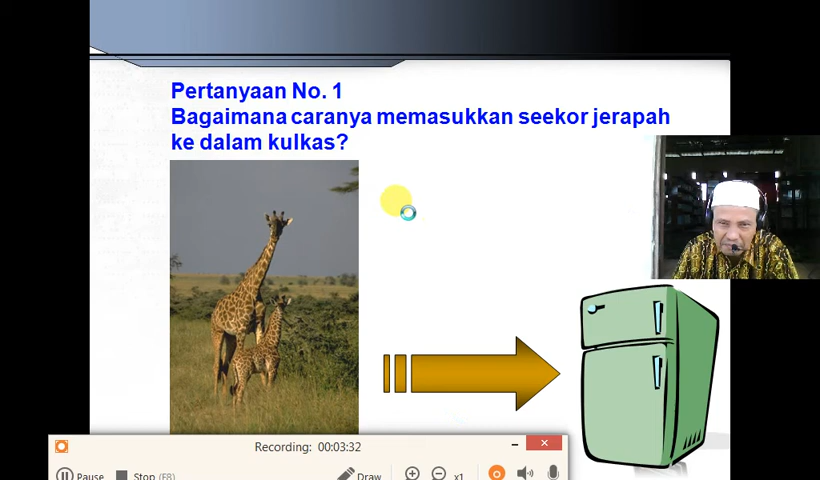 Pertanyaan No. 1
Bagaimana caranya memasukkan seekor jerapah
ke dalam kulkas?
Recording: 00:03:32
Pause
Stop (F8)
Draw
x1